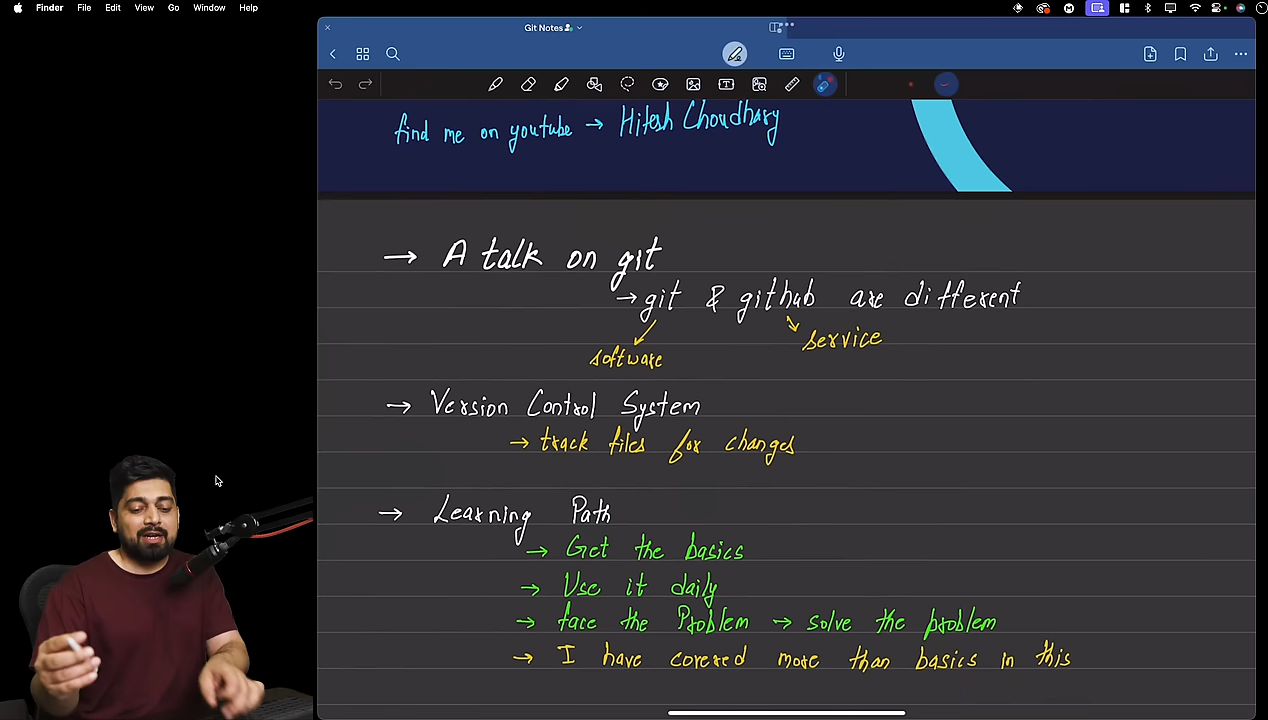 Finder File Edit View Go Window Help
Git Notes
find me on youtube → Hitesh Choudhary
→ A talk on git
→ git & github are different
software
service
→ Version Control System
→ track files for changes
→ Learning Path
→ Get the basics
→ Use it daily
→ face the Problem → solve the problem
→ I have covered more than basics in this